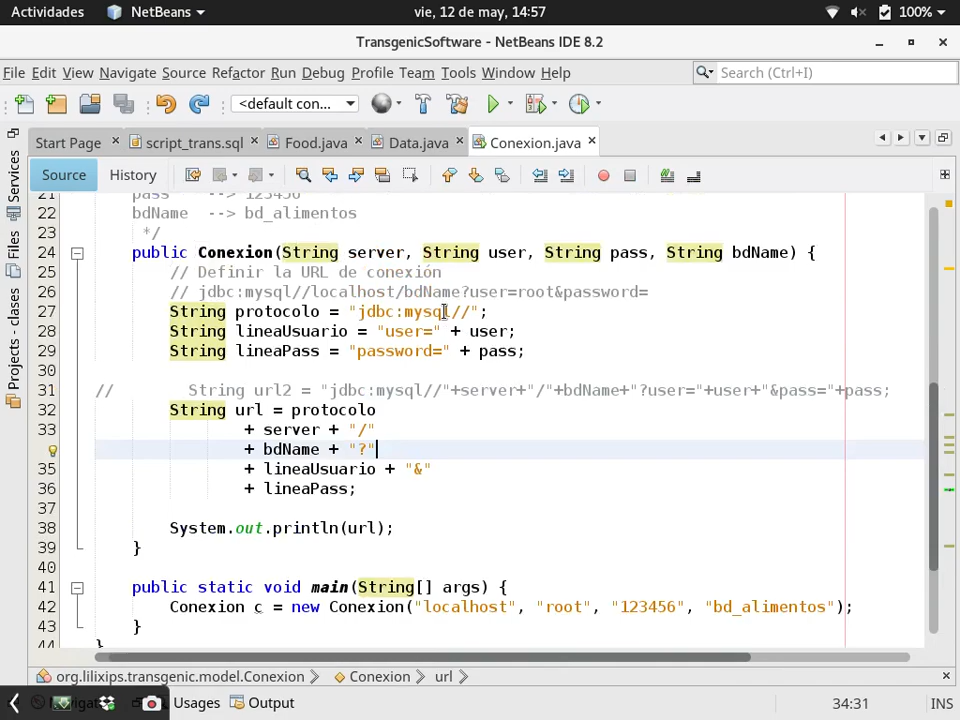 Actividades NetBeans vie, 12 de may, 14:57 100%
TransgenicSoftware - NetBeans IDE 8.2
File Edit View Navigate Source Refactor Run Debug Profile Team Tools Window Help Search (Ctrl+I)
<default con...
Start Page script_trans.sql Food.java Data.java Conexion.java
Source History
Services
Files
Projects - clases
21 pass --> 123456
22 bdName --> bd_alimentos
23 */
24 public Conexion(String server, String user, String pass, String bdName) {
25 // Definir la URL de conexión
26 // jdbc:mysql//localhost/bdName?user=root&password=
27 String protocolo = "jdbc:mysql//";
28 String lineaUsuario = "user=" + user;
29 String lineaPass = "password=" + pass;
30
31 // String url2 = "jdbc:mysql//"+server+"/"+bdName+"?user="+user+"&pass="+pass;
32 String url = protocolo
33 + server + "/"
+ bdName + "?"
35 + lineaUsuario + "&"
36 + lineaPass;
37
38 System.out.println(url);
39 }
40
41 public static void main(String[] args) {
42 Conexion c = new Conexion("localhost", "root", "123456", "bd_alimentos");
43 }
44 }
org.lilixips.transgenic.model.Conexion Conexion url
Usages Output 34:31 INS